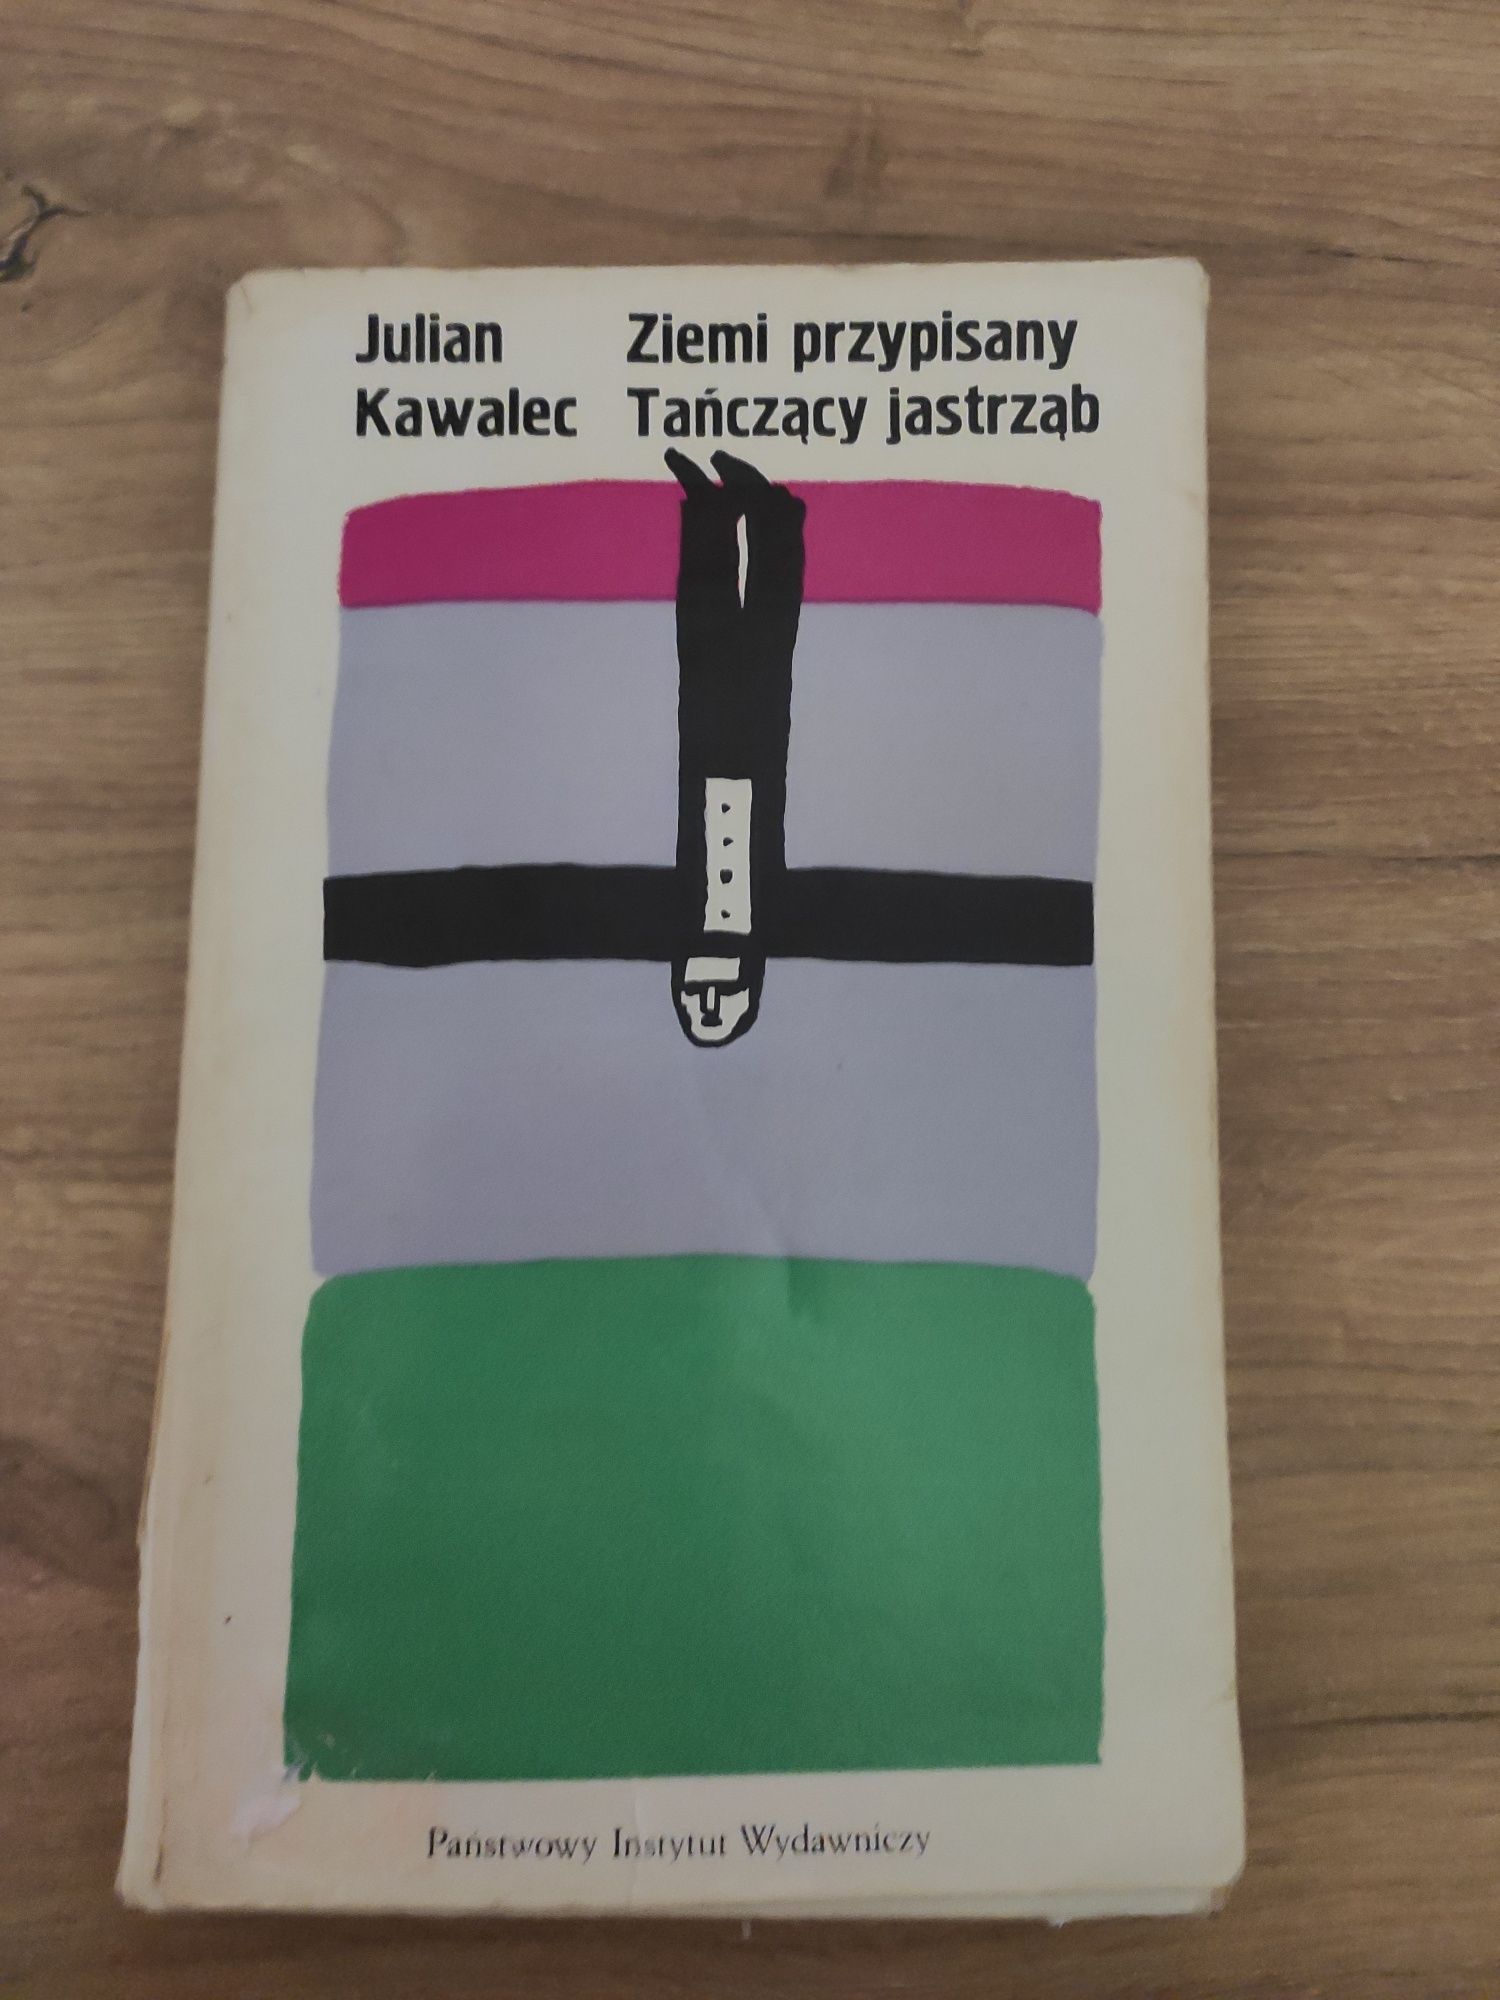 Julian
Kawalec
Ziemi przypisany
Tańczący jastrząb
Państwowy Instytut Wydawniczy